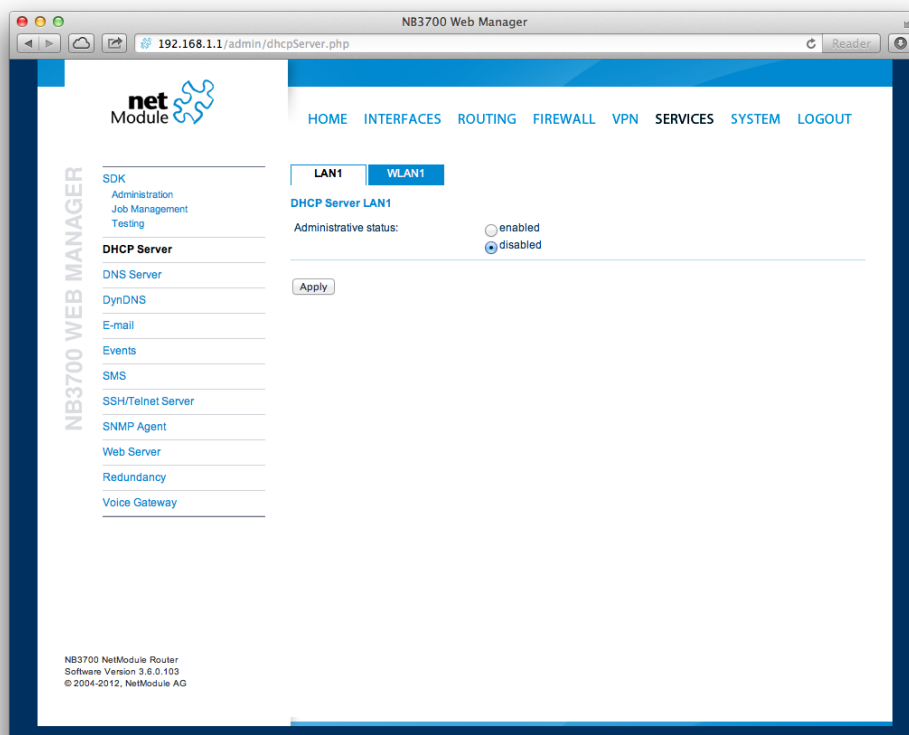 NB3700 Web Manager
192.168.1.1/admin/dhcpServer.php
Reader
net
Module
HOME INTERFACES ROUTING FIREWALL VPN SERVICES SYSTEM LOGOUT
NB3700 WEB MANAGER
SDK
Administration
Job Management
Testing
DHCP Server
DNS Server
DynDNS
E-mail
Events
SMS
SSH/Telnet Server
SNMP Agent
Web Server
Redundancy
Voice Gateway
LAN1 WLAN1
DHCP Server LAN1
Administrative status: enabled
disabled
Apply
NB3700 NetModule Router
Software Version 3.6.0.103
© 2004-2012, NetModule AG